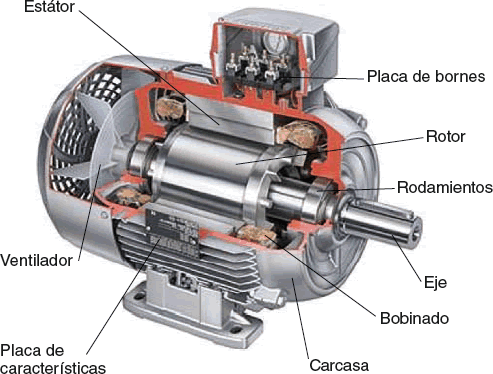 Estátor
Placa de bornes
Rotor
Rodamientos
Ventilador
Eje
Bobinado
Placa de
características
Carcasa